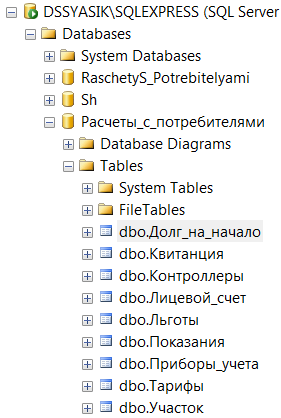 DSSYASIK\SQLEXPRESS (SQL Server
Databases
System Databases
RaschetyS_Potrebitelyami
Sh
Расчеты_с_потребителями
Database Diagrams
Tables
System Tables
FileTables
dbo.Долг_на_начало
dbo.Квитанция
dbo.Контроллеры
dbo.Лицевой_счет
dbo.Льготы
dbo.Показания
dbo.Приборы_учета
dbo.Тарифы
dbo.Участок